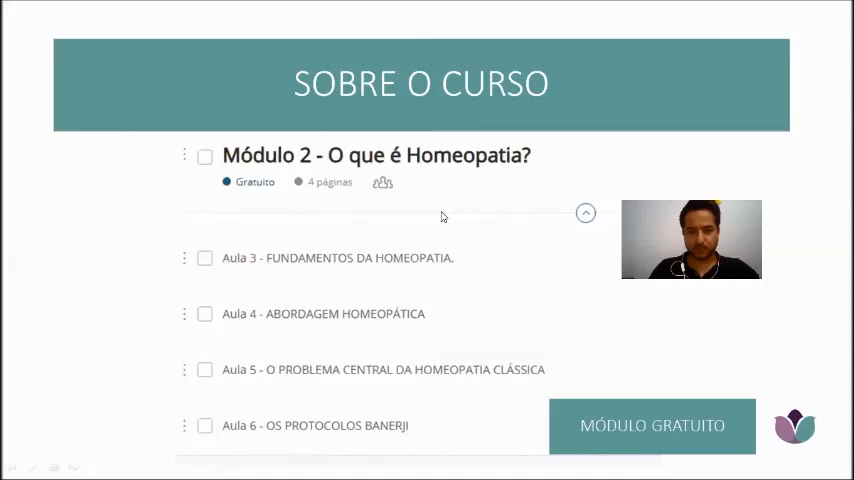 SOBRE O CURSO
Módulo 2 - O que é Homeopatia?
Gratuito 4 páginas
Aula 3 - FUNDAMENTOS DA HOMEOPATIA.
Aula 4 - ABORDAGEM HOMEOPÁTICA
Aula 5 - O PROBLEMA CENTRAL DA HOMEOPATIA CLÁSSICA
Aula 6 - OS PROTOCOLOS BANERJI
MÓDULO GRATUITO